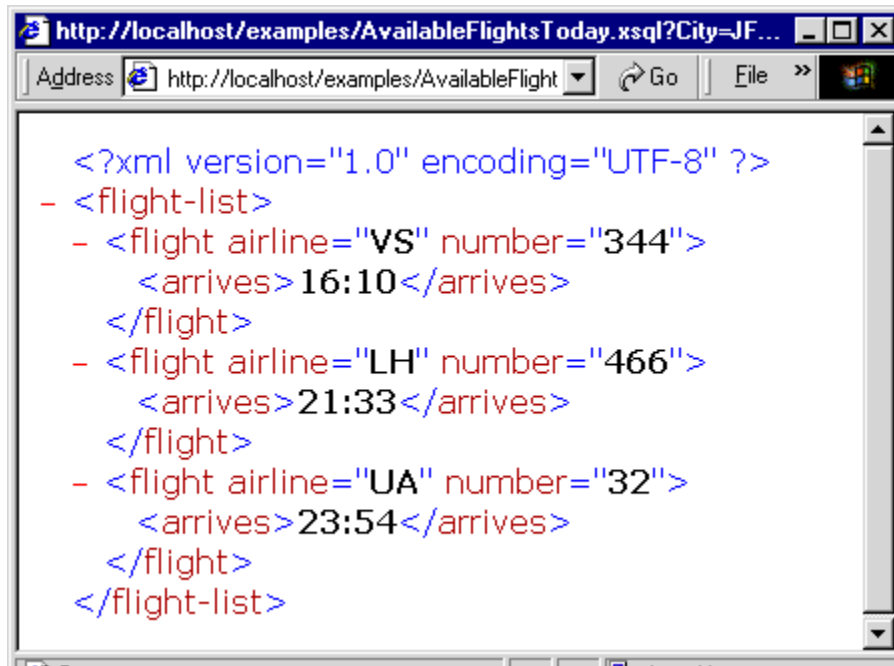 http://localhost/examples/AvailableFlightsToday.xsql?City=JF...
Address http://localhost/examples/AvailableFlight Go File »
<?xml version="1.0" encoding="UTF-8" ?>
- <flight-list>
- <flight airline="VS" number="344">
<arrives>16:10</arrives>
</flight>
- <flight airline="LH" number="466">
<arrives>21:33</arrives>
</flight>
- <flight airline="UA" number="32">
<arrives>23:54</arrives>
</flight>
</flight-list>